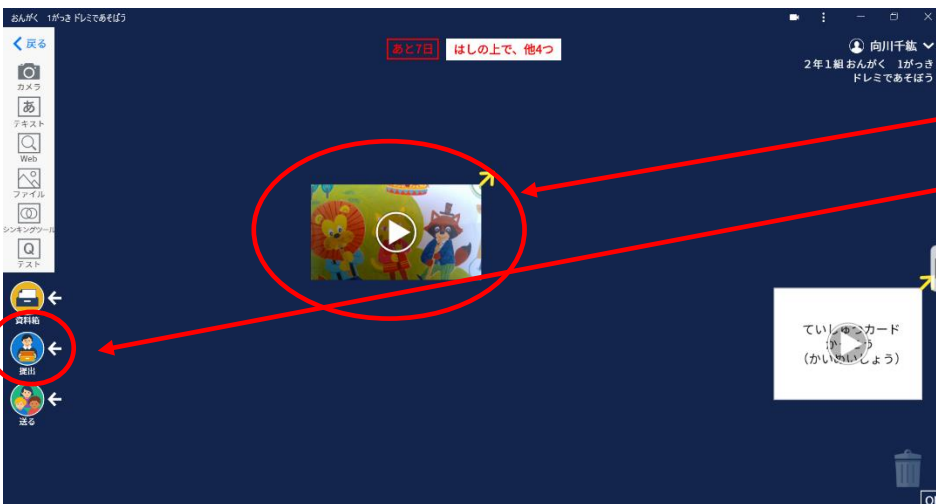 おんがく 1がっき ドレミであそぼう
戻る
あと7日 はしの上で、他4つ
向川千紘
2年1組 おんがく 1がっき
ドレミであそぼう
カメラ
あ
テキスト
Web
ファイル
シンキングツール
Q
テスト
資料箱
提出
送る
ていしゅつカード
(かいめいしょう)